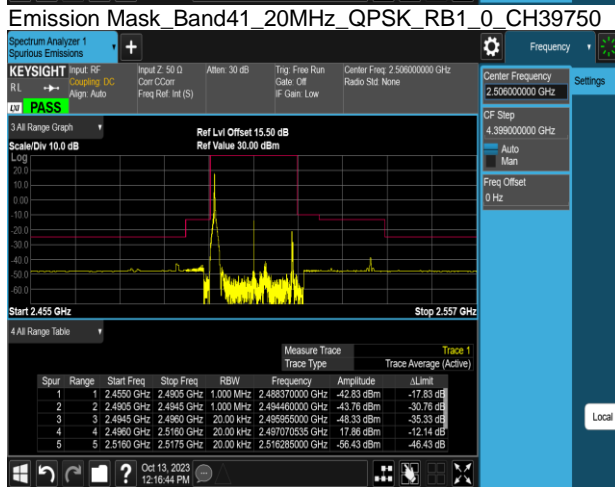 Emission Mask_Band41_20MHz_QPSK_RB1_0_CH39750
Spectrum Analyzer 1
Spurious Emissions
Frequency
KEYSIGHT Input: RF Input Z: 50 Ω Atten: 30 dB Trig: Free Run Center Freq: 2.506000000 GHz
RL Coupling: DC Corr CCorr Gate: Off Radio Std: None
Align: Auto Freq Ref: Int (S) IF Gain: Low
LXI PASS
Center Frequency
2.506000000 GHz
Settings
CF Step
4.399000000 GHz
Auto
Man
Freq Offset
0 Hz
3 All Range Graph
Ref Lvl Offset 15.50 dB
Scale/Div 10.0 dB Ref Value 30.00 dBm
Log
20.0
10.0
0.00
-10.0
-20.0
-30.0
-40.0
-50.0
-60.0
Start 2.455 GHz Stop 2.557 GHz
4 All Range Table
Measure Trace Trace 1
Trace Type Trace Average (Active)
Spur Range Start Freq Stop Freq RBW Frequency Amplitude ΔLimit
1 1 2.4550 GHz 2.4905 GHz 1.000 MHz 2.488370000 GHz -42.83 dBm -17.83 dB
2 2 2.4905 GHz 2.4945 GHz 1.000 MHz 2.494460000 GHz -43.76 dBm -30.76 dB
3 3 2.4945 GHz 2.4960 GHz 20.00 kHz 2.495955000 GHz -48.33 dBm -35.33 dB
4 4 2.4960 GHz 2.5160 GHz 20.00 kHz 2.497070535 GHz 17.86 dBm -12.14 dB
5 5 2.5160 GHz 2.5175 GHz 20.00 kHz 2.516285000 GHz -56.43 dBm -46.43 dB
Local
Oct 13, 2023
12:16:44 PM